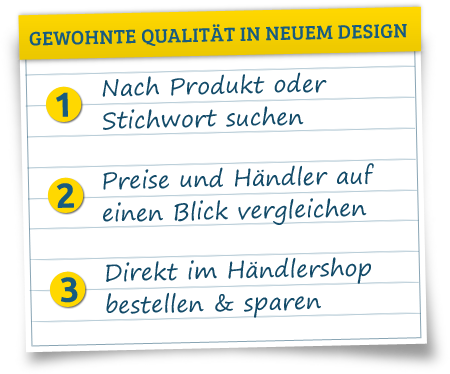 GEWOHNTE QUALITÄT IN NEUEM DESIGN
1
Nach Produkt oder
Stichwort suchen
2
Preise und Händler auf
einen Blick vergleichen
3
Direkt im Händlershop
bestellen & sparen